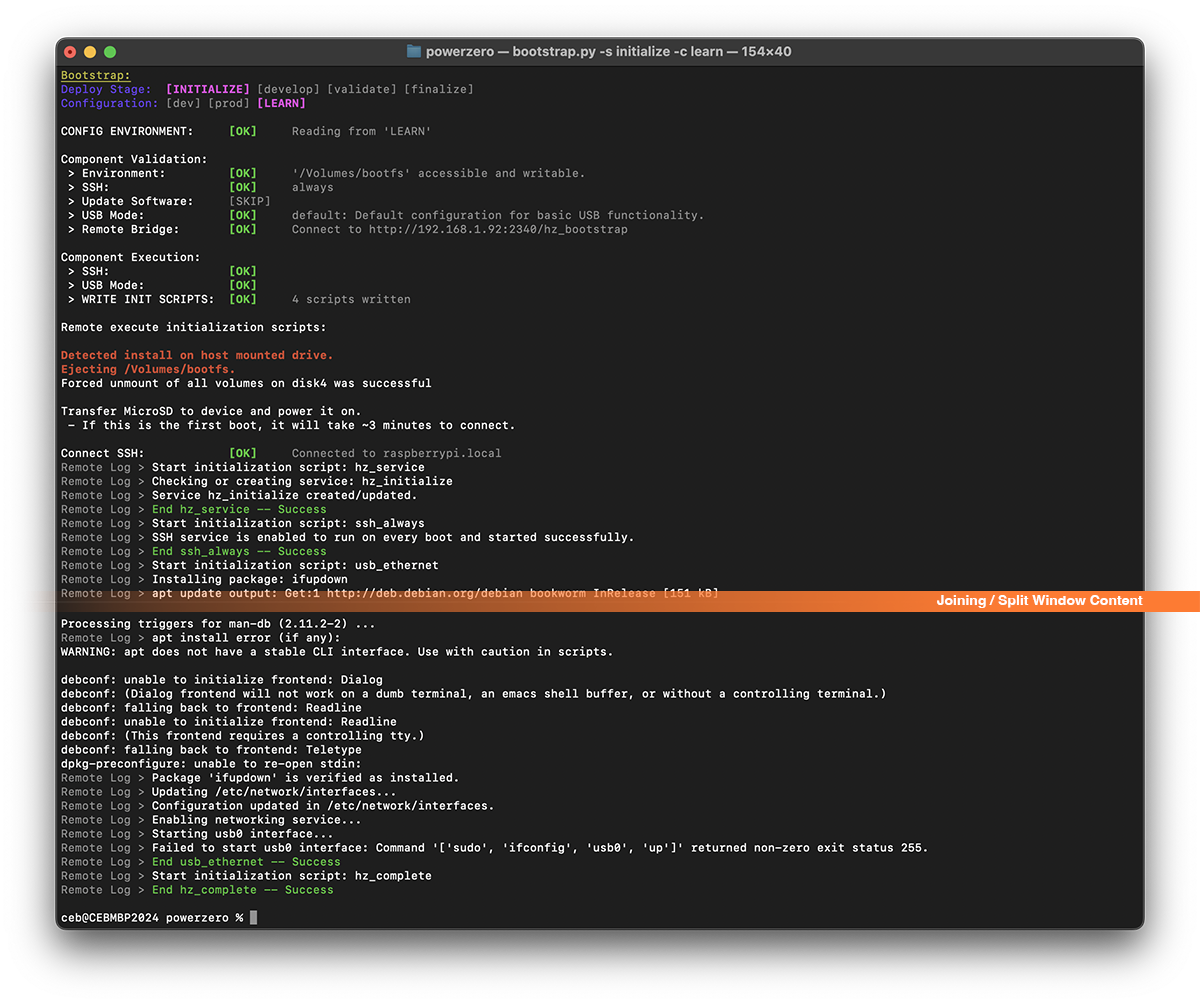 powerzero — bootstrap.py -s initialize -c learn — 154×40
Bootstrap:
Deploy Stage:  [INITIALIZE] [develop] [validate] [finalize]
Configuration: [dev] [prod] [LEARN]
CONFIG ENVIRONMENT:     [OK]     Reading from 'LEARN'
Component Validation:
 > Environment:         [OK]     '/Volumes/bootfs' accessible and writable.
 > SSH:                 [OK]     always
 > Update Software:     [SKIP]
 > USB Mode:            [OK]     default: Default configuration for basic USB functionality.
 > Remote Bridge:       [OK]     Connect to http://192.168.1.92:2340/hz_bootstrap
Component Execution:
 > SSH:                 [OK]
 > USB Mode:            [OK]
 > WRITE INIT SCRIPTS:  [OK]     4 scripts written
Remote execute initialization scripts:
Detected install on host mounted drive.
Ejecting /Volumes/bootfs.
Forced unmount of all volumes on disk4 was successful
Transfer MicroSD to device and power it on.
 - If this is the first boot, it will take ~3 minutes to connect.
Connect SSH:            [OK]     Connected to raspberrypi.local
Remote Log > Start initialization script: hz_service
Remote Log > Checking or creating service: hz_initialize
Remote Log > Service hz_initialize created/updated.
Remote Log > End hz_service -- Success
Remote Log > Start initialization script: ssh_always
Remote Log > SSH service is enabled to run on every boot and started successfully.
Remote Log > End ssh_always -- Success
Remote Log > Start initialization script: usb_ethernet
Remote Log > Installing package: ifupdown
Remote Log > apt update output: Get:1 http://deb.debian.org/debian bookworm InRelease [151 kB]
Joining / Split Window Content
Processing triggers for man-db (2.11.2-2) ...
Remote Log > apt install error (if any):
WARNING: apt does not have a stable CLI interface. Use with caution in scripts.
debconf: unable to initialize frontend: Dialog
debconf: (Dialog frontend will not work on a dumb terminal, an emacs shell buffer, or without a controlling terminal.)
debconf: falling back to frontend: Readline
debconf: unable to initialize frontend: Readline
debconf: (This frontend requires a controlling tty.)
debconf: falling back to frontend: Teletype
dpkg-preconfigure: unable to re-open stdin:
Remote Log > Package 'ifupdown' is verified as installed.
Remote Log > Updating /etc/network/interfaces...
Remote Log > Configuration updated in /etc/network/interfaces.
Remote Log > Enabling networking service...
Remote Log > Starting usb0 interface...
Remote Log > Failed to start usb0 interface: Command '['sudo', 'ifconfig', 'usb0', 'up']' returned non-zero exit status 255.
Remote Log > End usb_ethernet -- Success
Remote Log > Start initialization script: hz_complete
Remote Log > End hz_complete -- Success
ceb@CEBMBP2024 powerzero %